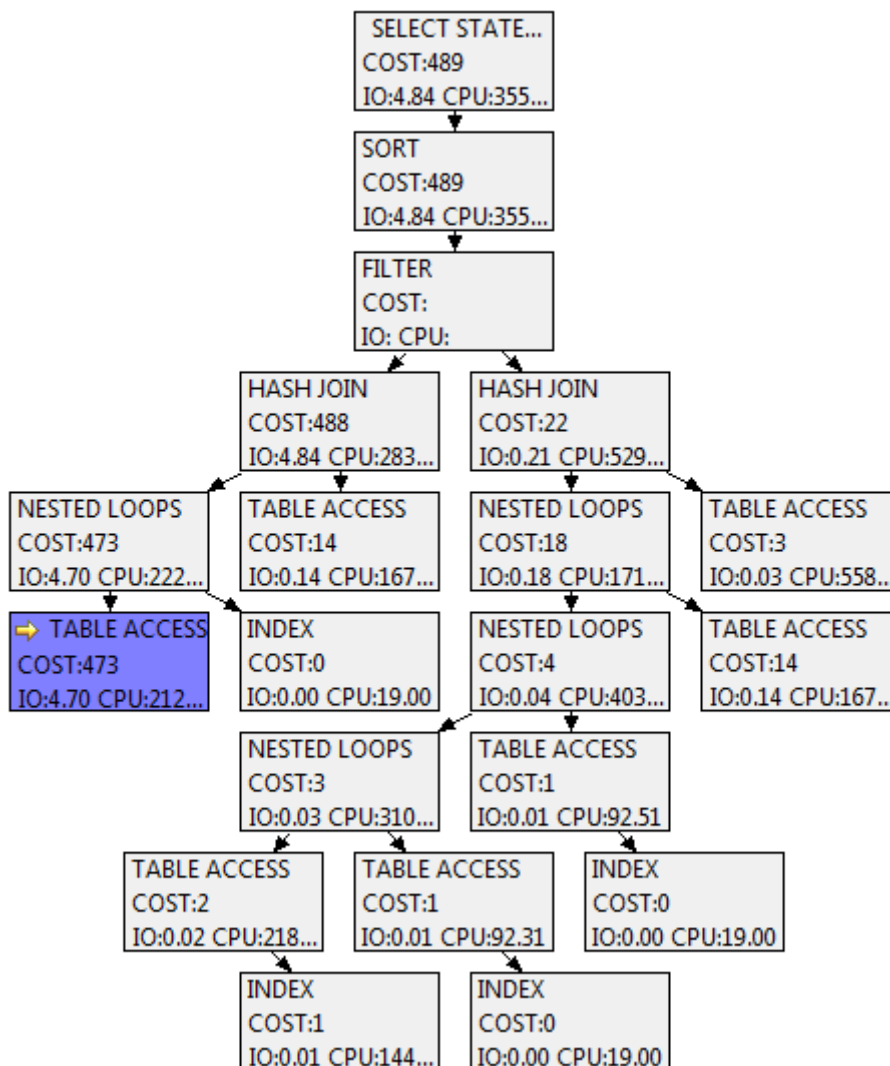 SELECT STATE...
COST:489
IO:4.84 CPU:355...
SORT
COST:489
IO:4.84 CPU:355...
FILTER
COST:
IO: CPU:
HASH JOIN
COST:488
IO:4.84 CPU:283...
HASH JOIN
COST:22
IO:0.21 CPU:529...
NESTED LOOPS
COST:473
IO:4.70 CPU:222...
TABLE ACCESS
COST:14
IO:0.14 CPU:167...
NESTED LOOPS
COST:18
IO:0.18 CPU:171...
TABLE ACCESS
COST:3
IO:0.03 CPU:558...
TABLE ACCESS
COST:473
IO:4.70 CPU:212...
INDEX
COST:0
IO:0.00 CPU:19.00
NESTED LOOPS
COST:4
IO:0.04 CPU:403...
TABLE ACCESS
COST:14
IO:0.14 CPU:167...
NESTED LOOPS
COST:3
IO:0.03 CPU:310...
TABLE ACCESS
COST:1
IO:0.01 CPU:92.51
TABLE ACCESS
COST:2
IO:0.02 CPU:218...
TABLE ACCESS
COST:1
IO:0.01 CPU:92.31
INDEX
COST:0
IO:0.00 CPU:19.00
INDEX
COST:1
IO:0.01 CPU:144...
INDEX
COST:0
IO:0.00 CPU:19.00